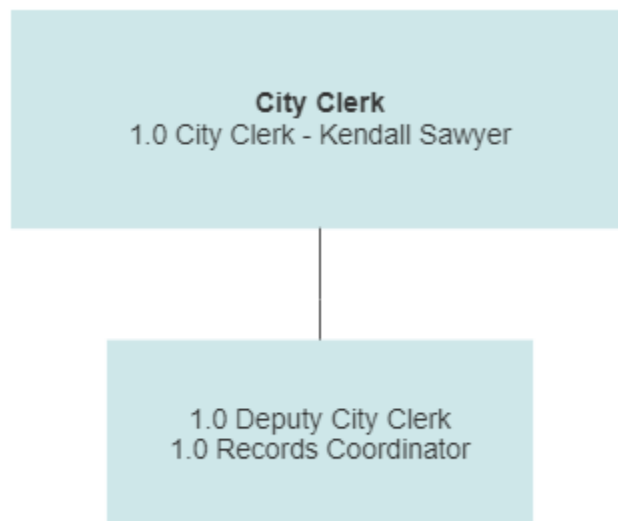 City Clerk
1.0 City Clerk - Kendall Sawyer
1.0 Deputy City Clerk
1.0 Records Coordinator